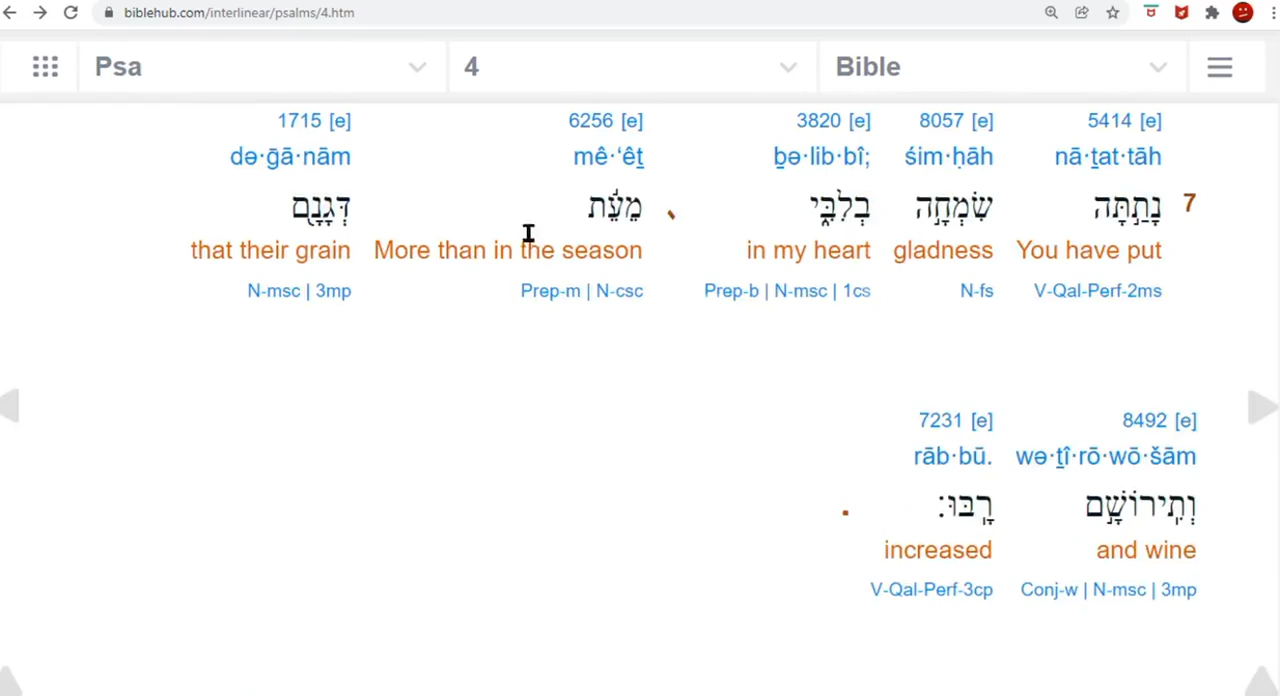 biblehub.com/interlinear/psalms/4.htm
Psa 4 Bible
1715 [e] 6256 [e] 3820 [e] 8057 [e] 5414 [e]
də·ḡā·nām mê·‘êṯ ḇə·lib·bî; śim·ḥāh nā·ṯat·tāh
7 נָתַ֣תָּה שִׂמְחָ֣ה בְלִבִּ֑י 、 מֵעֵ֬ת דְּגָנָ֖ם
that their grain More than in the season in my heart gladness You have put
N-msc | 3mp Prep-m | N-csc Prep-b | N-msc | 1cs N-fs V-Qal-Perf-2ms
7231 [e] 8492 [e]
rāb·bū. wə·ṯî·rō·wō·šām
וְתִֽירוֹשָׁ֣ם רָֽבּוּ׃ .
increased and wine
V-Qal-Perf-3cp Conj-w | N-msc | 3mp